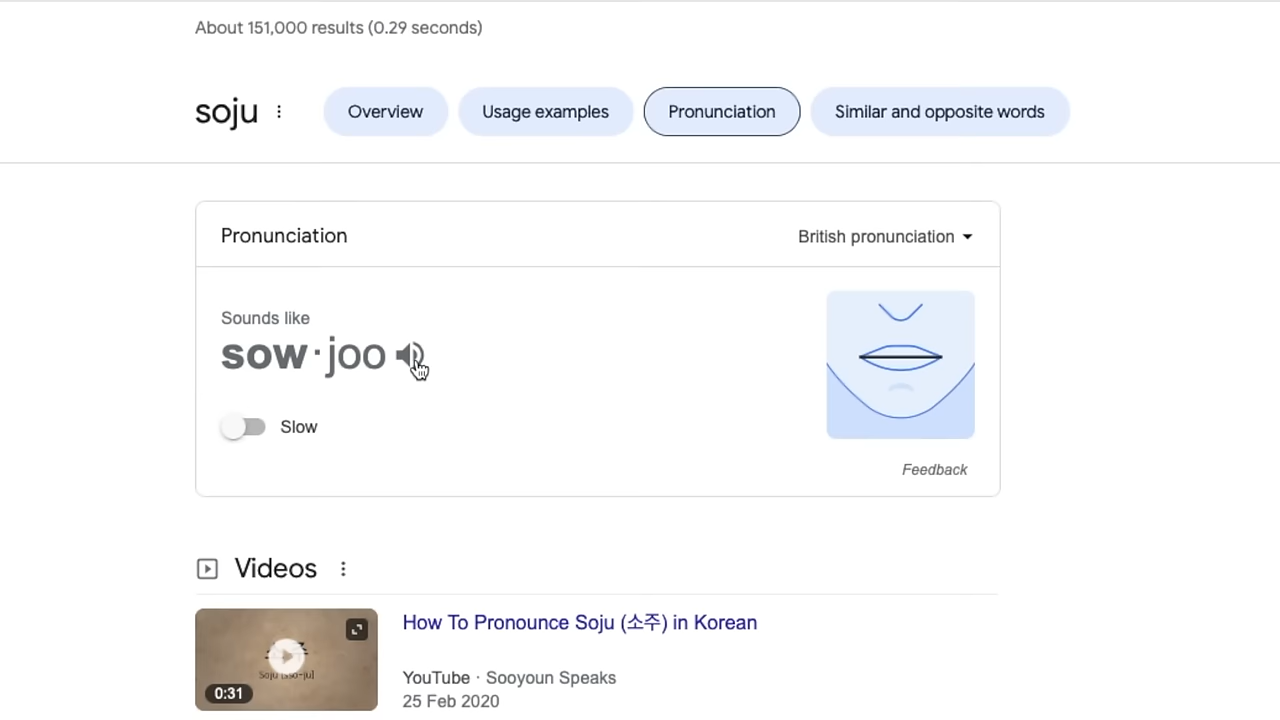 About 151,000 results (0.29 seconds)
soju
Overview
Usage examples
Pronunciation
Similar and opposite words
Pronunciation
British pronunciation
Sounds like
sow·joo
Slow
Feedback
Videos
How To Pronounce Soju (소주) in Korean
0:31
YouTube · Sooyoun Speaks
25 Feb 2020